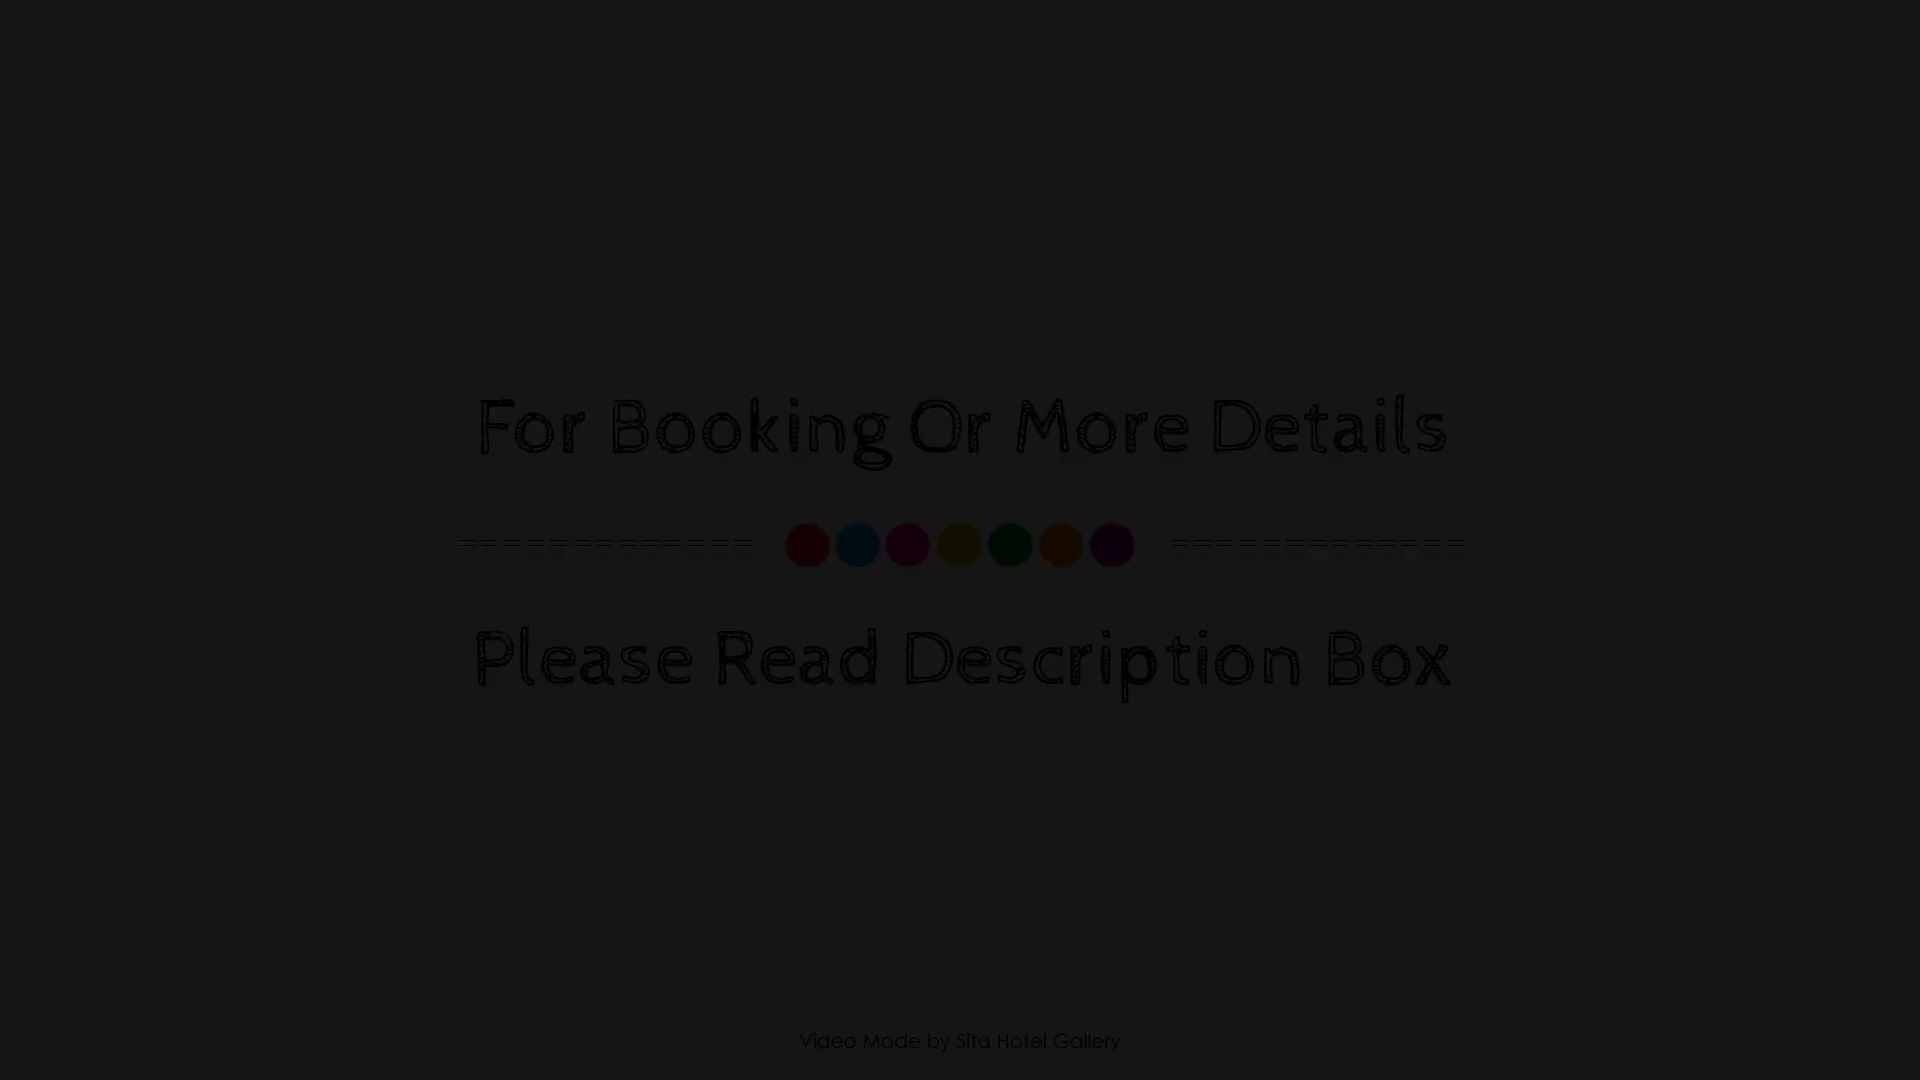 For Booking Or More Details
============= =============
Please Read Description Box
Video Made by Sita Hotel Gallery